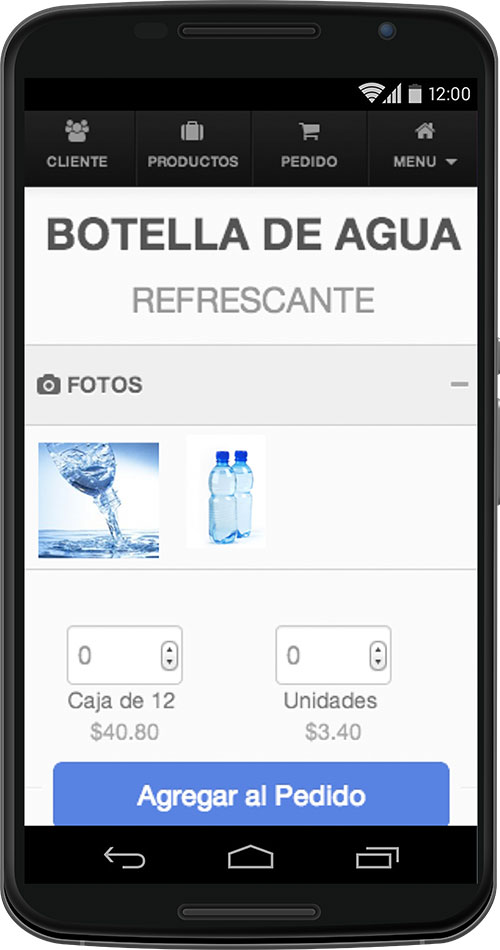 12:00
CLIENTE
PRODUCTOS
PEDIDO
MENU
BOTELLA DE AGUA
REFRESCANTE
FOTOS
0
0
Caja de 12
Unidades
$40.80
$3.40
Agregar al Pedido